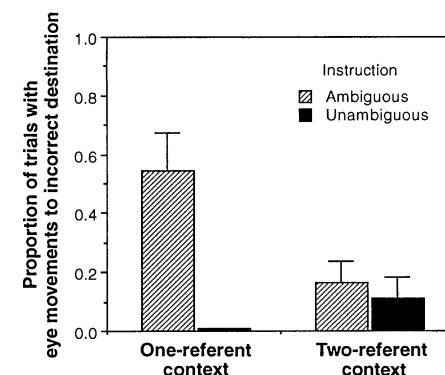 Proportion of trials with
eye movements to incorrect destination
1.0
0.8
0.6
0.4
0.2
0.0
Instruction
Ambiguous
Unambiguous
One-referent
context
Two-referent
context